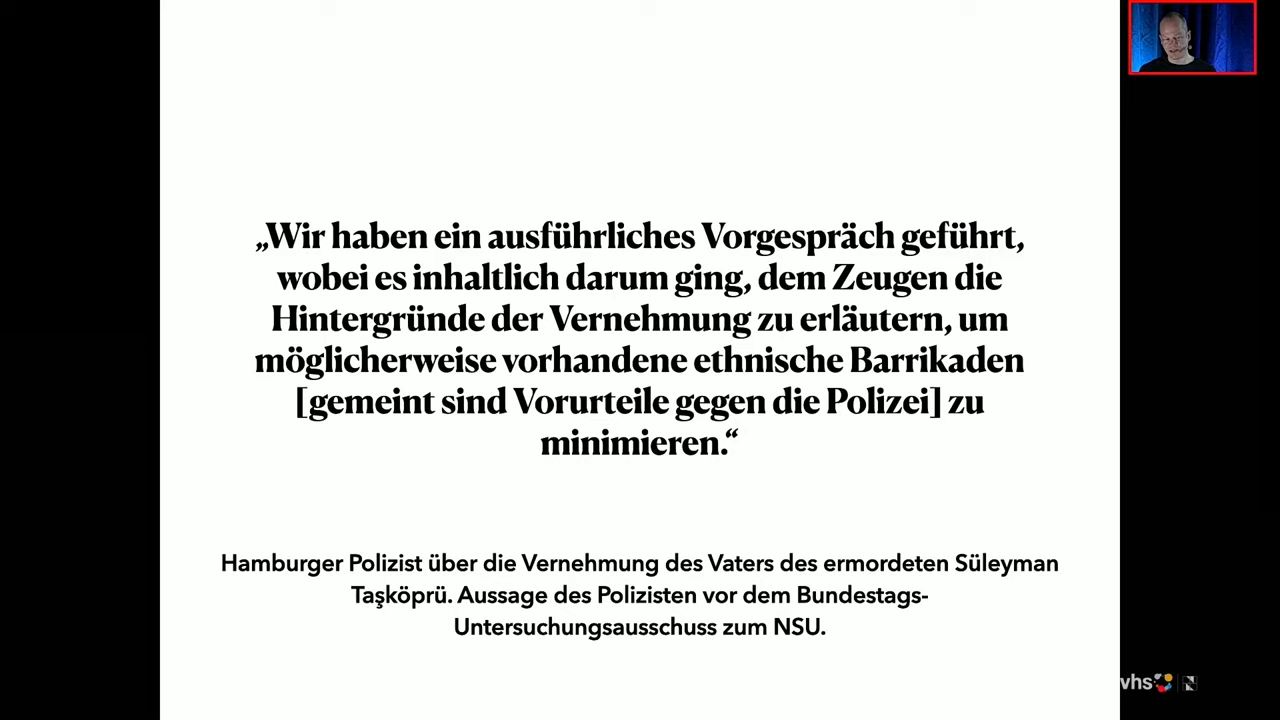 „Wir haben ein ausführliches Vorgespräch geführt,
wobei es inhaltlich darum ging, dem Zeugen die
Hintergründe der Vernehmung zu erläutern, um
möglicherweise vorhandene ethnische Barrikaden
[gemeint sind Vorurteile gegen die Polizei] zu
minimieren.“
Hamburger Polizist über die Vernehmung des Vaters des ermordeten Süleyman
Taşköprü. Aussage des Polizisten vor dem Bundestags-
Untersuchungsausschuss zum NSU.
vhs